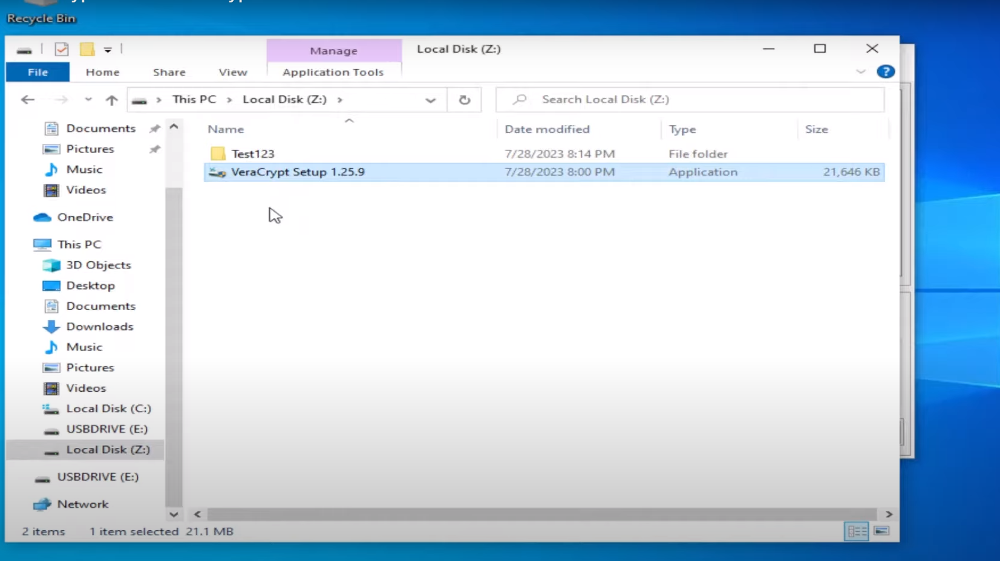 Recycle Bin
Manage
Local Disk (Z:)
File
Home
Share
View
Application Tools
?
This PC
Local Disk (Z:)
Search Local Disk (Z:)
Name
Date modified
Type
Size
Test123
7/28/2023 8:14 PM
File folder
VeraCrypt Setup 1.25.9
7/28/2023 8:00 PM
Application
21,646 KB
Documents
Pictures
Music
Videos
OneDrive
This PC
3D Objects
Desktop
Documents
Downloads
Music
Pictures
Videos
Local Disk (C:)
USBDRIVE (E:)
Local Disk (Z:)
USBDRIVE (E:)
Network
2 items
1 item selected 21.1 MB